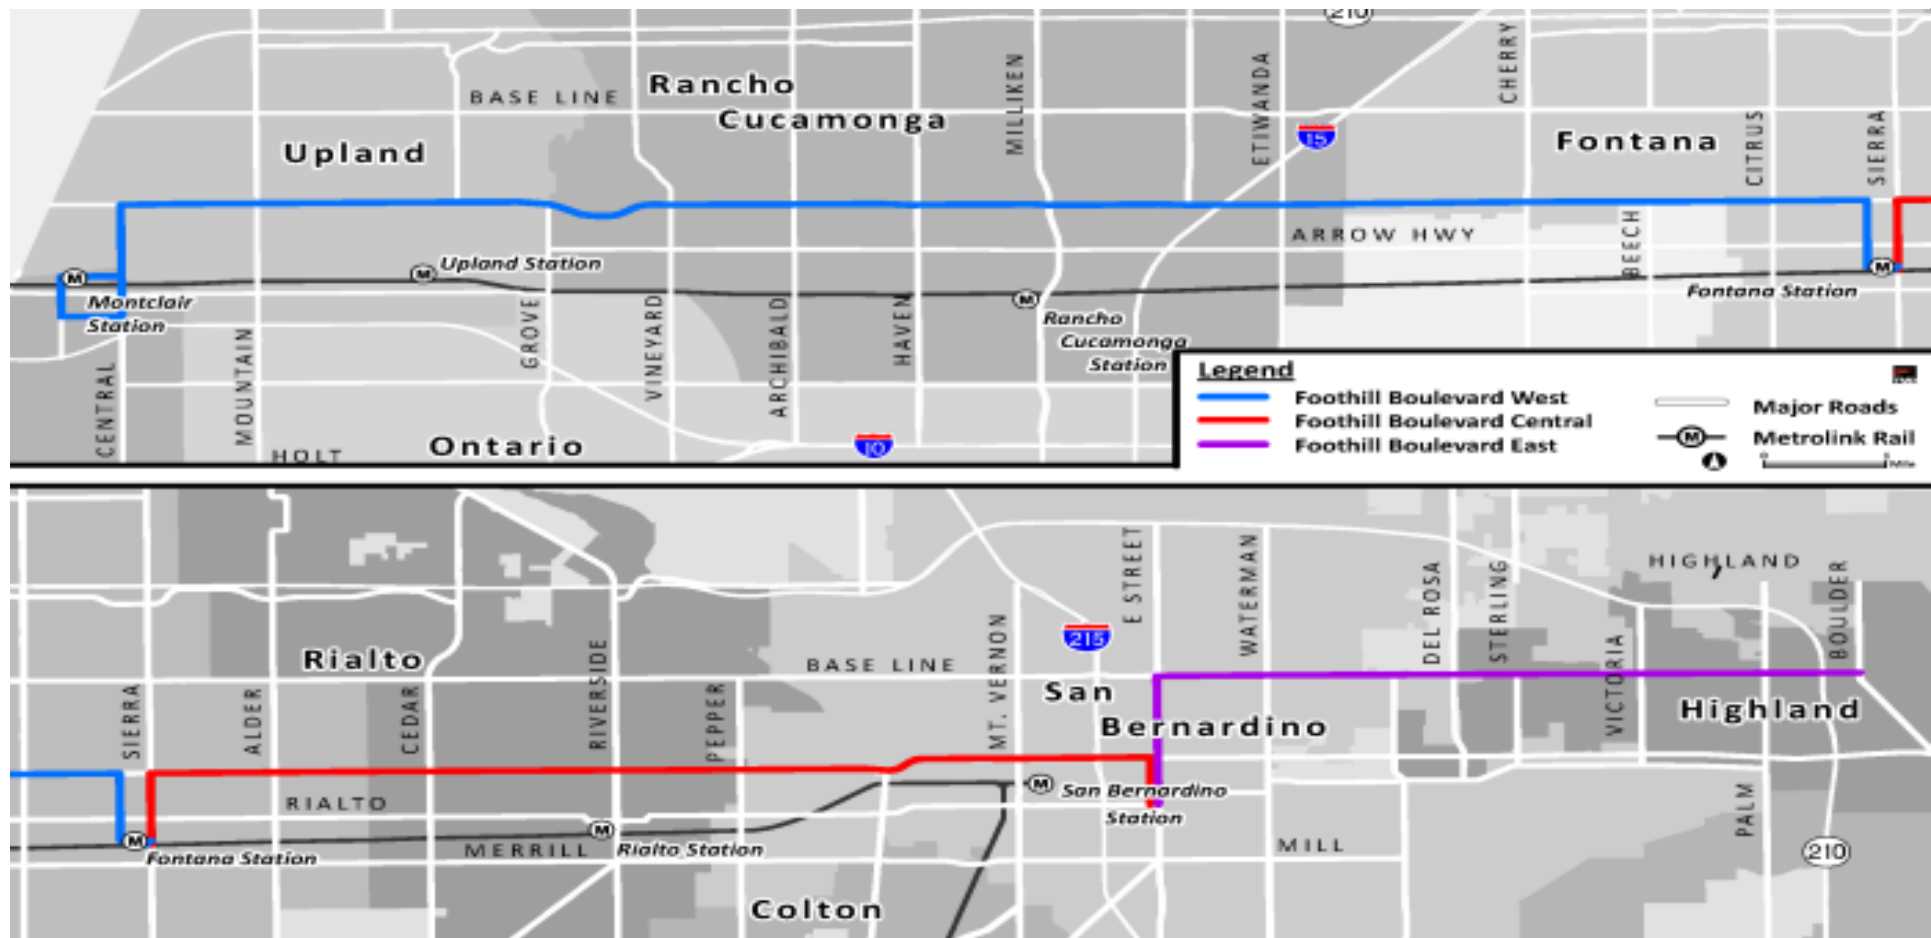 210
Rancho
Cucamonga
BASE LINE
Upland
MILLIKEN
ETIWANDA
15
CHERRY
Fontana
CITRUS
SIERRA
ARROW HWY
BEECH
M
Montclair
Station
M
Upland Station
M
Rancho
Cucamonga
Station
M
Fontana Station
CENTRAL
MOUNTAIN
GROVE
VINEYARD
ARCHIBALD
HAVEN
HOLT
Ontario
10
Legend
Foothill Boulevard West
Foothill Boulevard Central
Foothill Boulevard East
Major Roads
M
Metrolink Rail
Mile
SIERRA
ALDER
Rialto
CEDAR
RIVERSIDE
PEPPER
BASE LINE
MT. VERNON
215
E STREET
WATERMAN
DEL ROSA
STERLING
VICTORIA
HIGHLAND
BOULDER
San
Bernardino
Highland
RIALTO
M
San Bernardino
Station
M
Fontana Station
MERRILL
M
Rialto Station
MILL
PALM
210
Colton